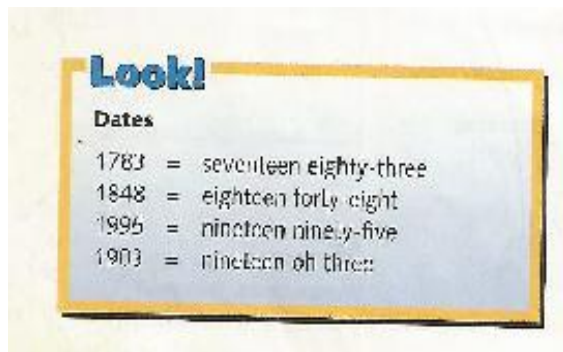 Look!
Dates
1783 = seventeen eighty-three
1848 = eighteen forty-eight
1995 = nineteen ninety-five
1903 = nineteen oh three